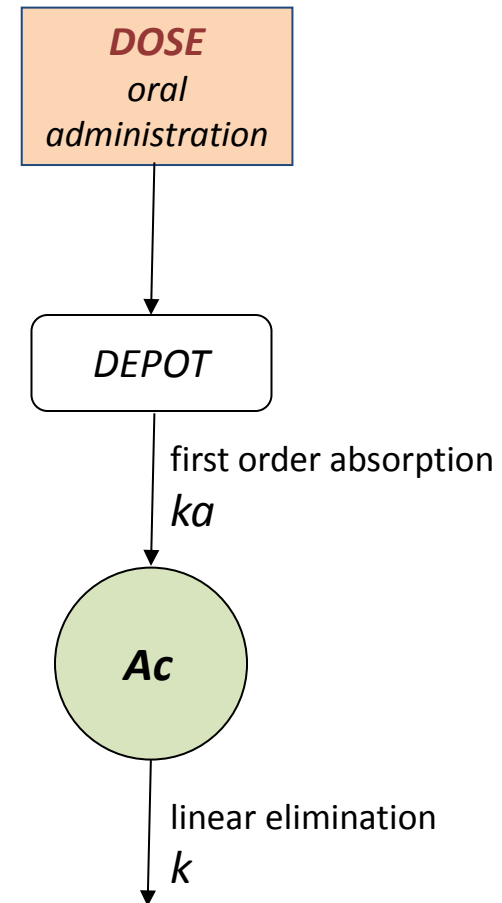 DOSE
oral
administration
DEPOT
first order absorption
ka
Ac
linear elimination
k